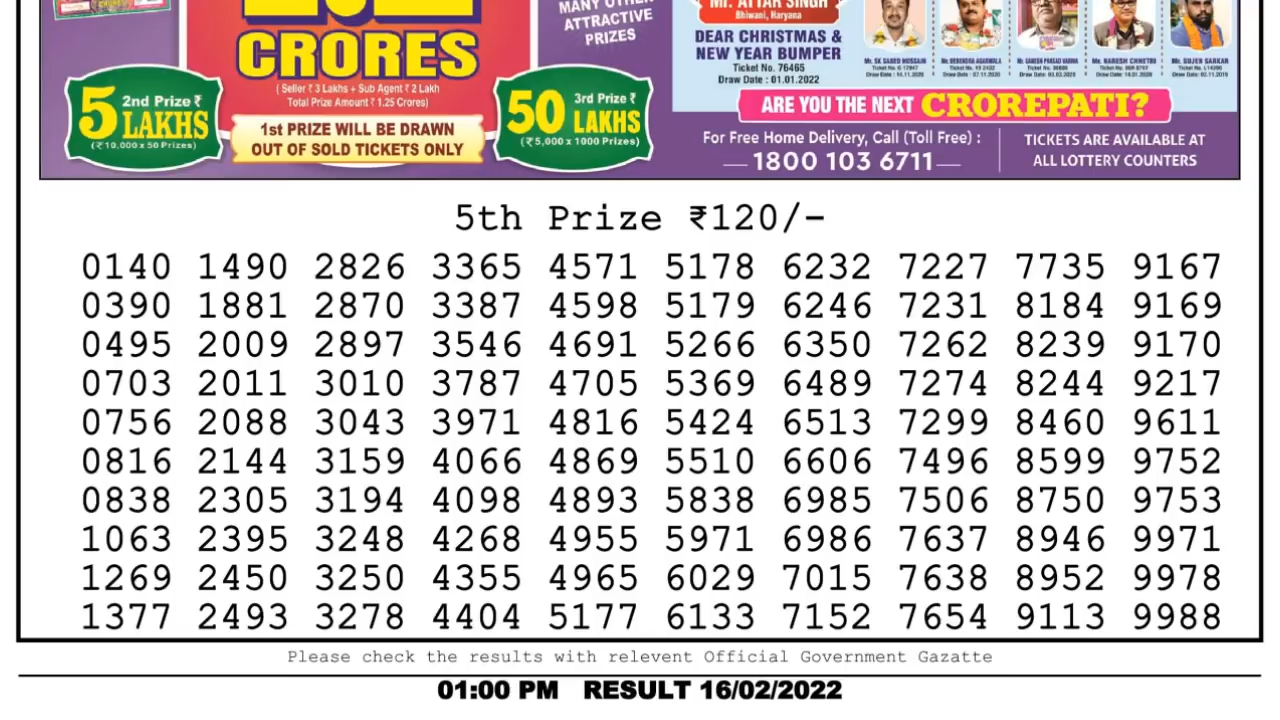 CRORES
( Seller ₹ 3 Lakhs + Sub Agent ₹ 2 Lakh
Total Prize Amount ₹ 1.25 Crores)
2nd Prize ₹
5 LAKHS
(₹ 10,000 x 50 Prizes)
1st PRIZE WILL BE DRAWN
OUT OF SOLD TICKETS ONLY
3rd Prize ₹
50 LAKHS
(₹ 5,000 x 1000 Prizes)
MANY OTHER
ATTRACTIVE
PRIZES
Mr. ATTAR SINGH
Bhiwani, Haryana
DEAR CHRISTMAS &
NEW YEAR BUMPER
Ticket No. 76465
Draw Date : 01.01.2022
ARE YOU THE NEXT CROREPATI?
For Free Home Delivery, Call (Toll Free) :
1800 103 6711
TICKETS ARE AVAILABLE AT
ALL LOTTERY COUNTERS
5th Prize ₹120/-
0140 1490 2826 3365 4571 5178 6232 7227 7735 9167
0390 1881 2870 3387 4598 5179 6246 7231 8184 9169
0495 2009 2897 3546 4691 5266 6350 7262 8239 9170
0703 2011 3010 3787 4705 5369 6489 7274 8244 9217
0756 2088 3043 3971 4816 5424 6513 7299 8460 9611
0816 2144 3159 4066 4869 5510 6606 7496 8599 9752
0838 2305 3194 4098 4893 5838 6985 7506 8750 9753
1063 2395 3248 4268 4955 5971 6986 7637 8946 9971
1269 2450 3250 4355 4965 6029 7015 7638 8952 9978
1377 2493 3278 4404 5177 6133 7152 7654 9113 9988
Please check the results with relevent Official Government Gazatte
01:00 PM RESULT 16/02/2022